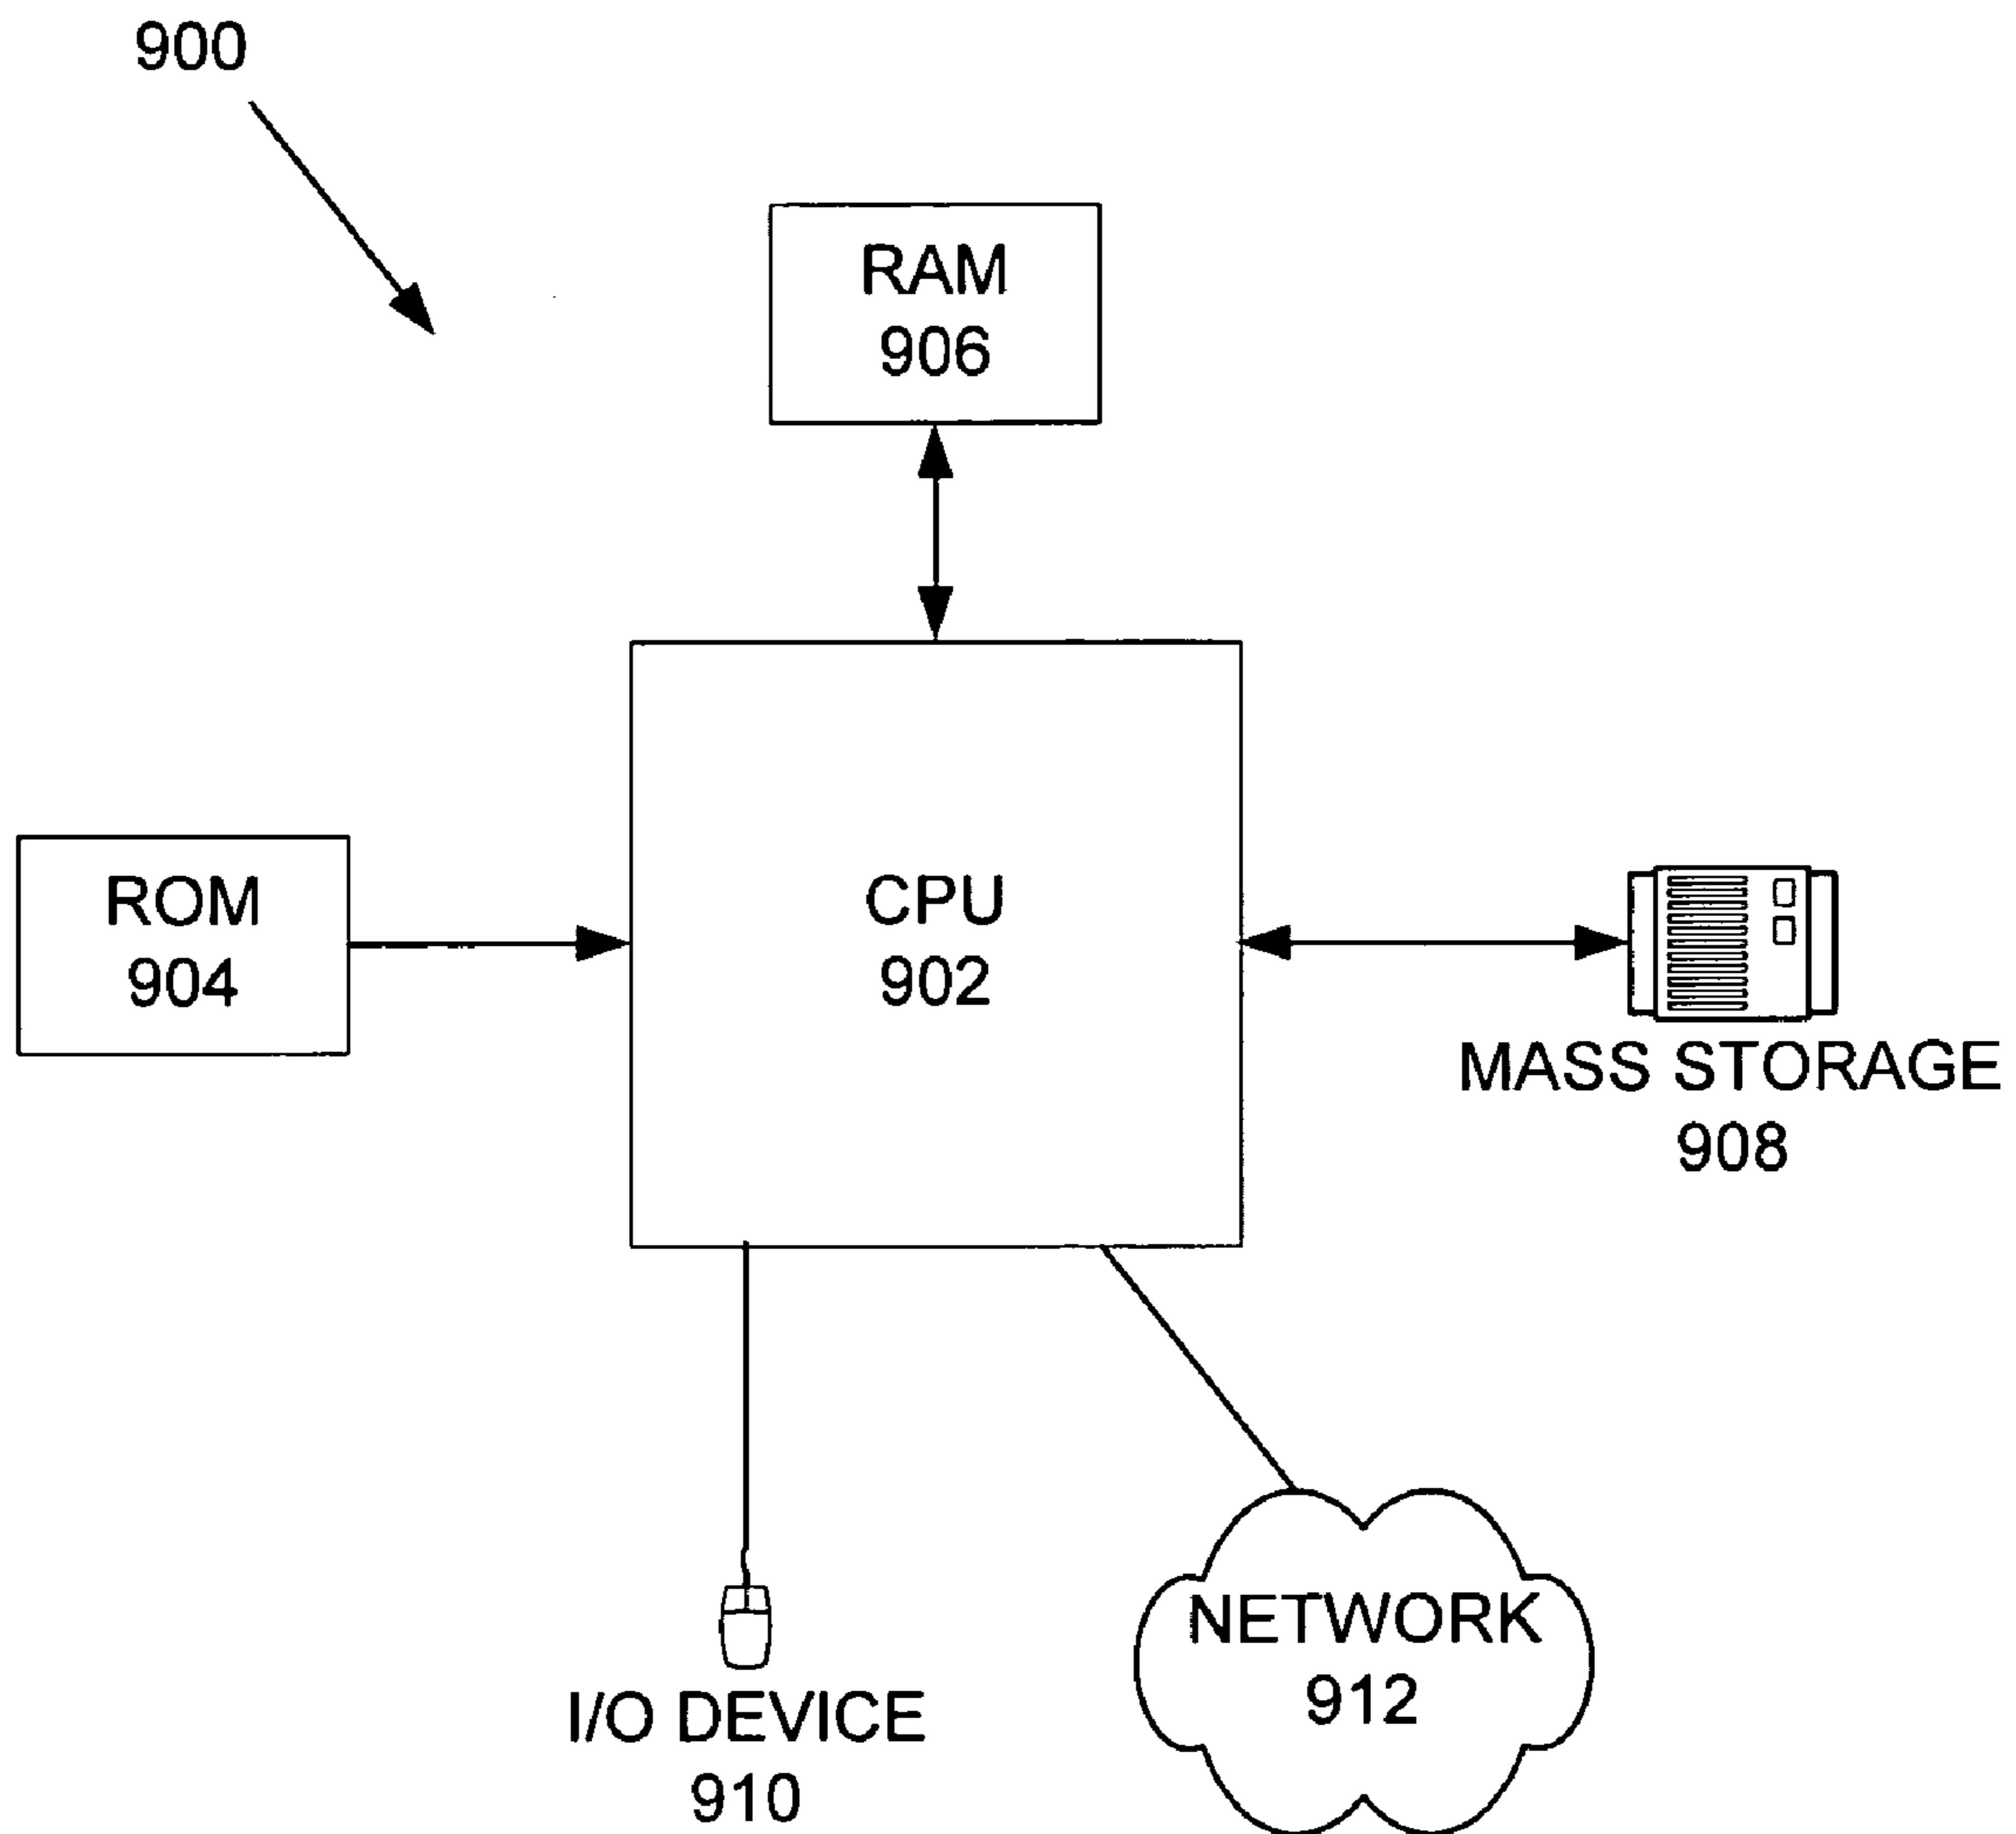 900
RAM
906
ROM
904
CPU
902
MASS STORAGE
908
I/O DEVICE
910
NETWORK
912